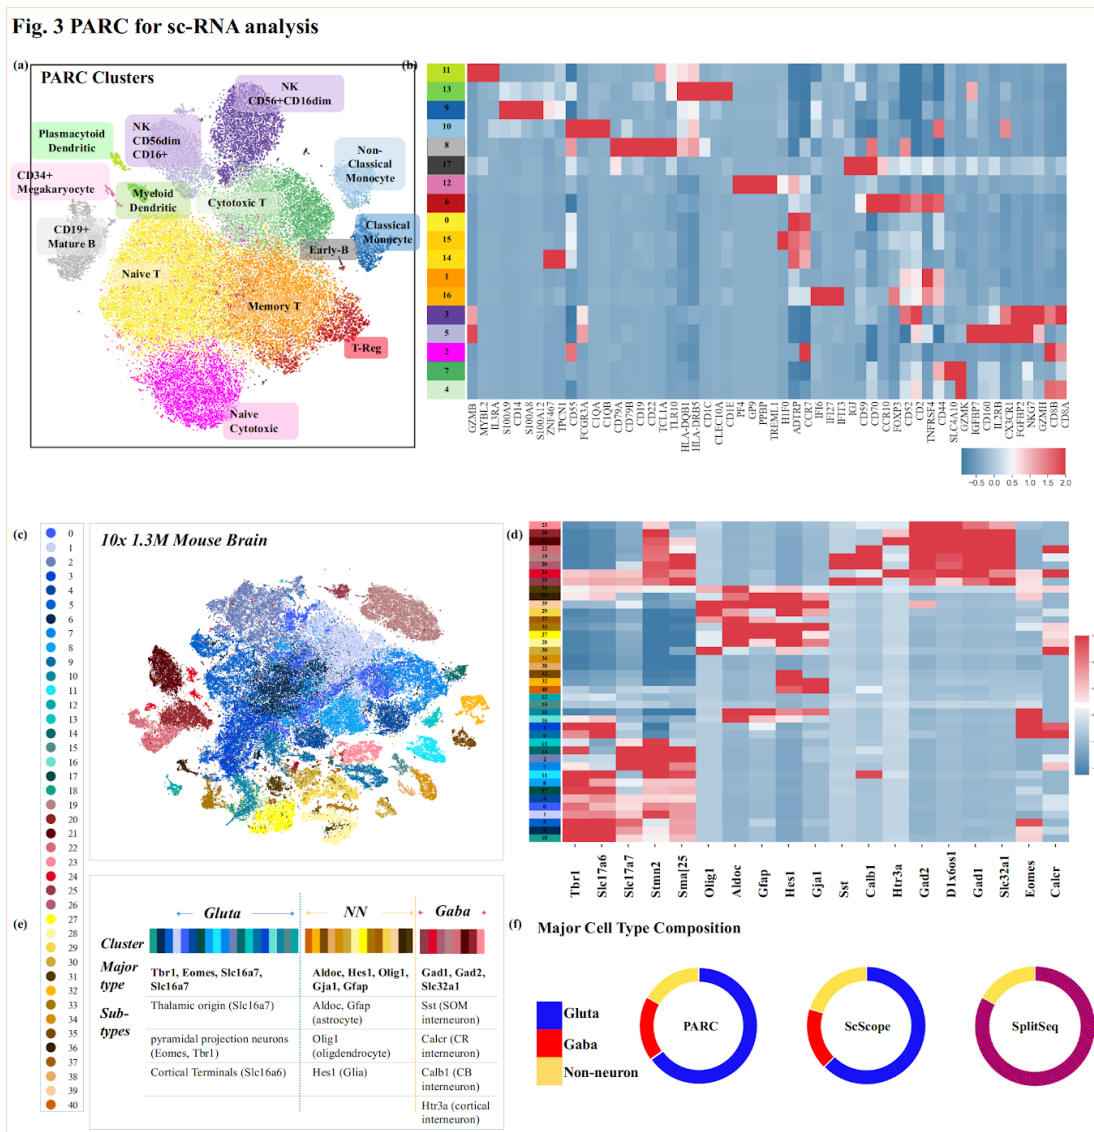 Fig. 3 PARC for sc-RNA analysis
(a)
PARC Clusters
NK
CD56+CD16dim
NK
CD56dim
CD16+
Plasmacytoid
Dendritic
CD34+
Megakaryocyte
Myeloid
Dendritic
Cytotoxic T
Non-
Classical
Monocyte
CD19+
Mature B
Classical
Monocyte
Early-B
Naive T
Memory T
T-Reg
Naive
Cytotoxic
(b)
11
13
9
10
8
17
12
6
0
15
14
1
16
3
5
2
7
4
GZMB
MYBL2
IL3RA
S100A9
CD14
S100A8
S100A12
ZNF467
TPCN1
CD55
FCGR3A
C1QA
C1QB
CD79A
CD79B
CD19
CD22
TCL1A
TLR10
HLA-DQB1
HLA-DRB5
CD1C
CLEC10A
CD1E
PF4
GP9
PPBP
TREML1
H1F0
ADTRP
CCR7
IFI6
IFI27
IFIT3
IGJ
CD59
CD70
CCR10
FOXP3
CD52
CD2
TNFRSF4
CD44
SLC4A10
GZMK
IGFBP7
CD160
IL2RB
CX3CR1
FGFBP2
NKG7
GZMH
CD8B
CD8A
−0.5 0.0 0.5 1.0 1.5 2.0
(c)
10x 1.3M Mouse Brain
0
1
2
3
4
5
6
7
8
9
10
11
12
13
14
15
16
17
18
19
20
21
22
23
24
25
26
27
28
29
30
31
32
33
34
35
36
37
38
39
40
(d)
Tbr1
Slc17a6
Slc17a7
Stmn2
Sma[25
Olig1
Aldoc
Gfap
Hes1
Gja1
Sst
Calb1
Htr3a
Gad2
D1x6os1
Gad1
Slc32a1
Eomes
Calcr
(e)
Gluta NN Gaba
Cluster
Major type
Tbr1, Eomes, Slc16a7, Slc16a7
Aldoc, Hes1, Olig1, Gja1, Gfap
Gad1, Gad2, Slc32a1
Sub-types
Thalamic origin (Slc16a7)
Aldoc, Gfap (astrocyte)
Sst (SOM interneuron)
pyramidal projection neurons (Eomes, Tbr1)
Olig1 (oligdendrocyte)
Calcr (CR interneuron)
Cortical Terminals (Slc16a6)
Hes1 (Glia)
Calb1 (CB interneuron)
Htr3a (cortical interneuron)
(f)
Major Cell Type Composition
Gluta
Gaba
Non-neuron
PARC
ScScope
SplitSeq